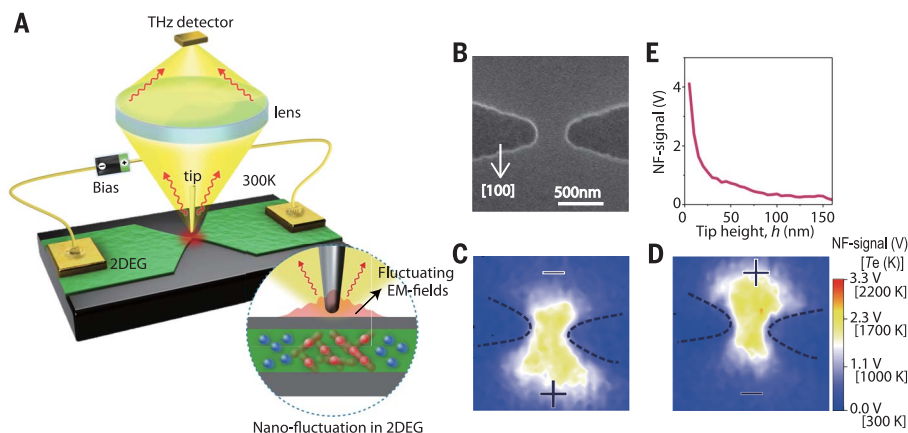 A
THz detector
lens
Bias
tip
300K
2DEG
Fluctuating
EM-fields
Nano-fluctuation in 2DEG
B
[100]
500nm
E
NF-signal (V)
4
2
0
0
50
100
150
Tip height, h (nm)
C
−
+
D
+
−
NF-signal (V)
[Te (K)]
3.3 V
[2200 K]
2.3 V
[1700 K]
1.1 V
[1000 K]
0.0 V
[300 K]